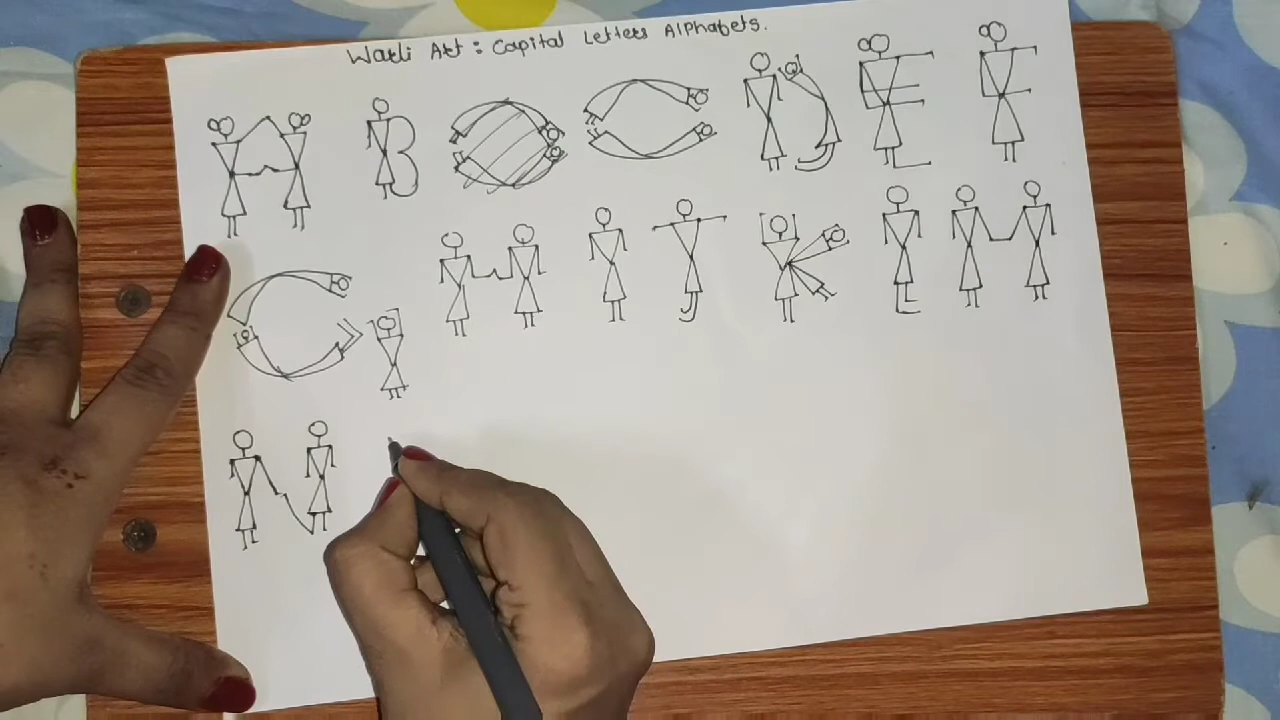 Warli Art : Capital Letters Alphabets.
A B C D E F
G H I J K L M
N